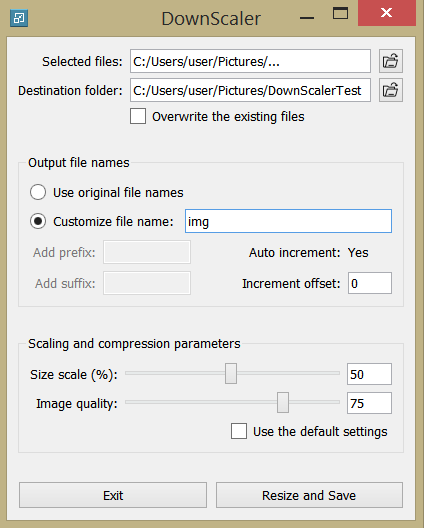 DownScaler
Selected files: C:/Users/user/Pictures/...
Destination folder: C:/Users/user/Pictures/DownScalerTest
Overwrite the existing files
Output file names
Use original file names
Customize file name: img
Add prefix: Auto increment: Yes
Add suffix: Increment offset: 0
Scaling and compression parameters
Size scale (%): 50
Image quality: 75
Use the default settings
Exit Resize and Save